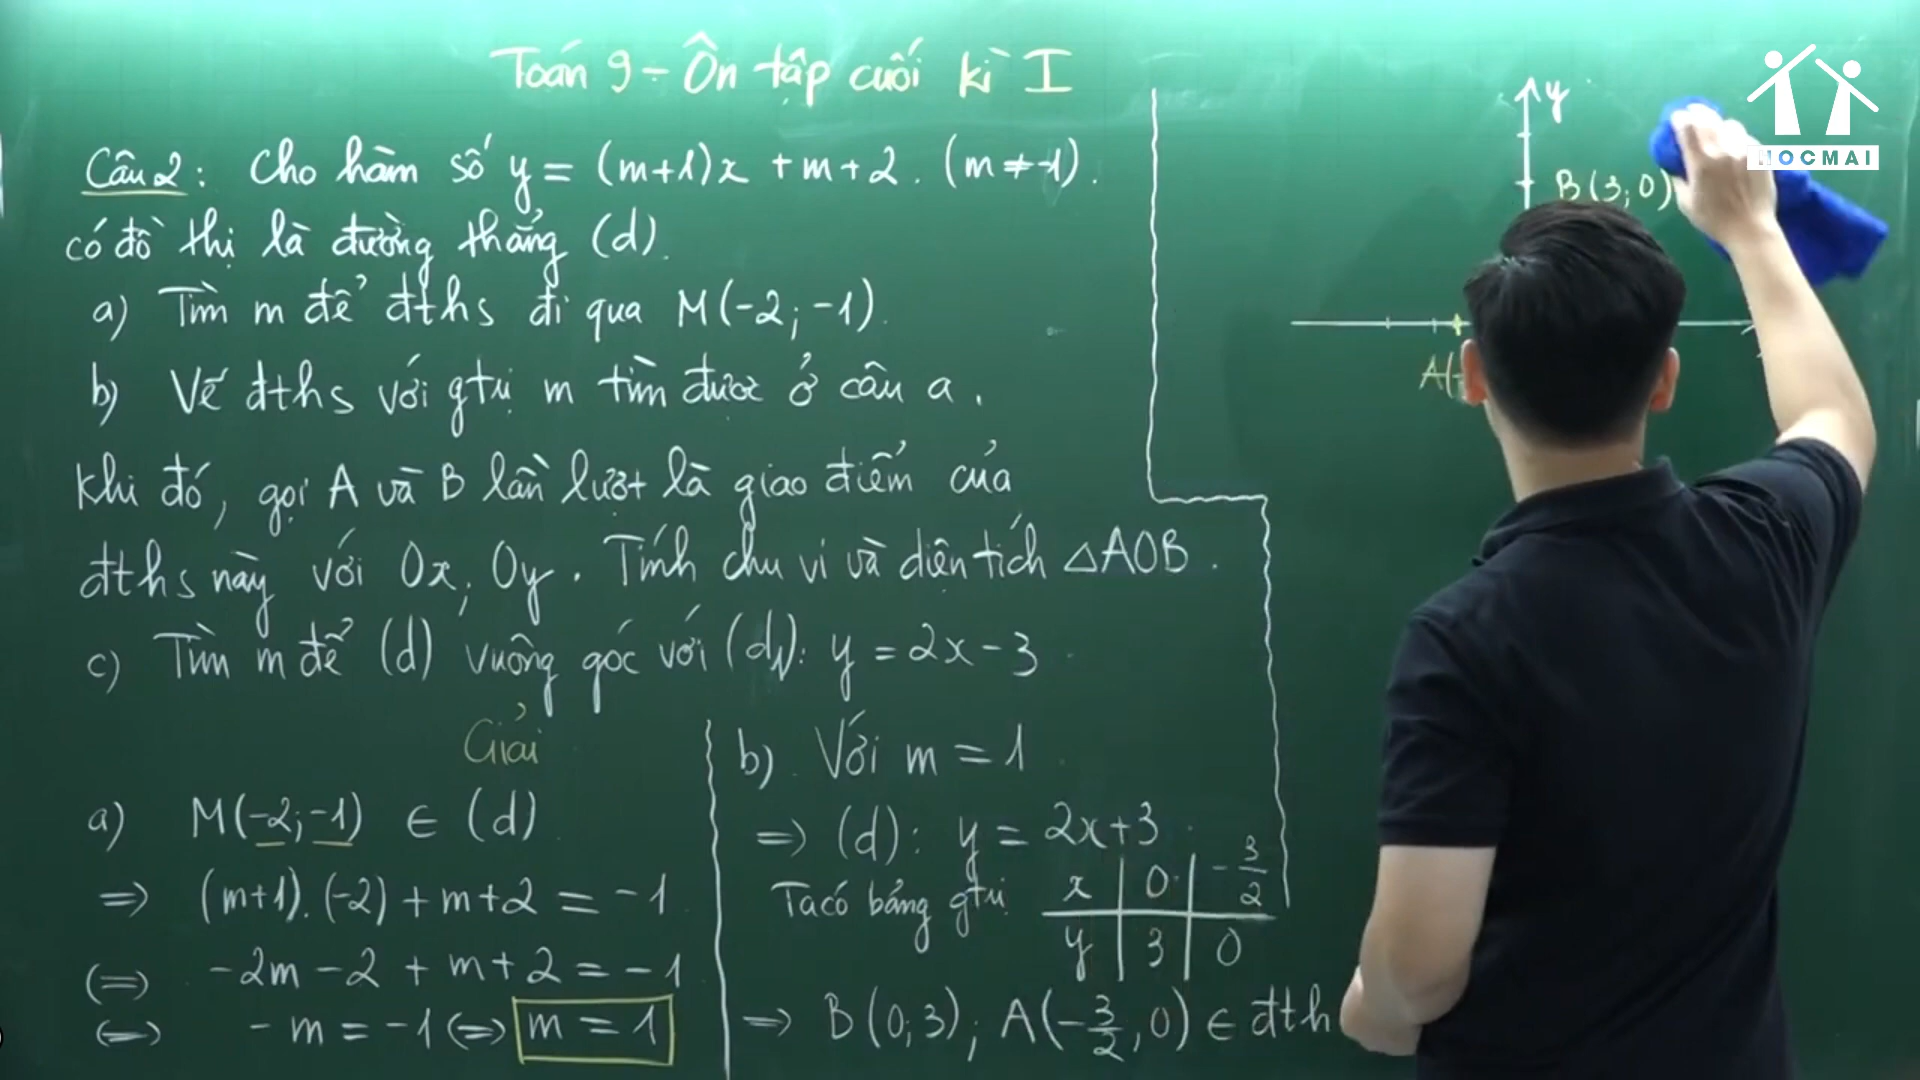 Toán 9 - Ôn tập cuối kì I
Câu 2: Cho hàm số y = (m+1)x + m+2. (m ≠ -1).
có đồ thị là đường thẳng (d).
a) Tìm m để đths đi qua M(-2; -1).
b) Vẽ đths với gtrị m tìm được ở câu a.
Khi đó, gọi A và B lần lượt là giao điểm của
đths này với Ox, Oy. Tính chu vi và diện tích △AOB.
c) Tìm m để (d) vuông góc với (d₁): y = 2x - 3
Giải
a) M(-2; -1) ∈ (d)
=> (m+1).(-2) + m+2 = -1
(=) -2m - 2 + m + 2 = -1
<=> - m = -1 <=> m = 1
b) Với m = 1
=> (d): y = 2x+3
Ta có bảng gtrị
x | 0 | -3/2
y | 3 | 0
=> B(0;3), A(-3/2, 0) ∈ đth
y
B(3; 0)
A(
HOCMAI